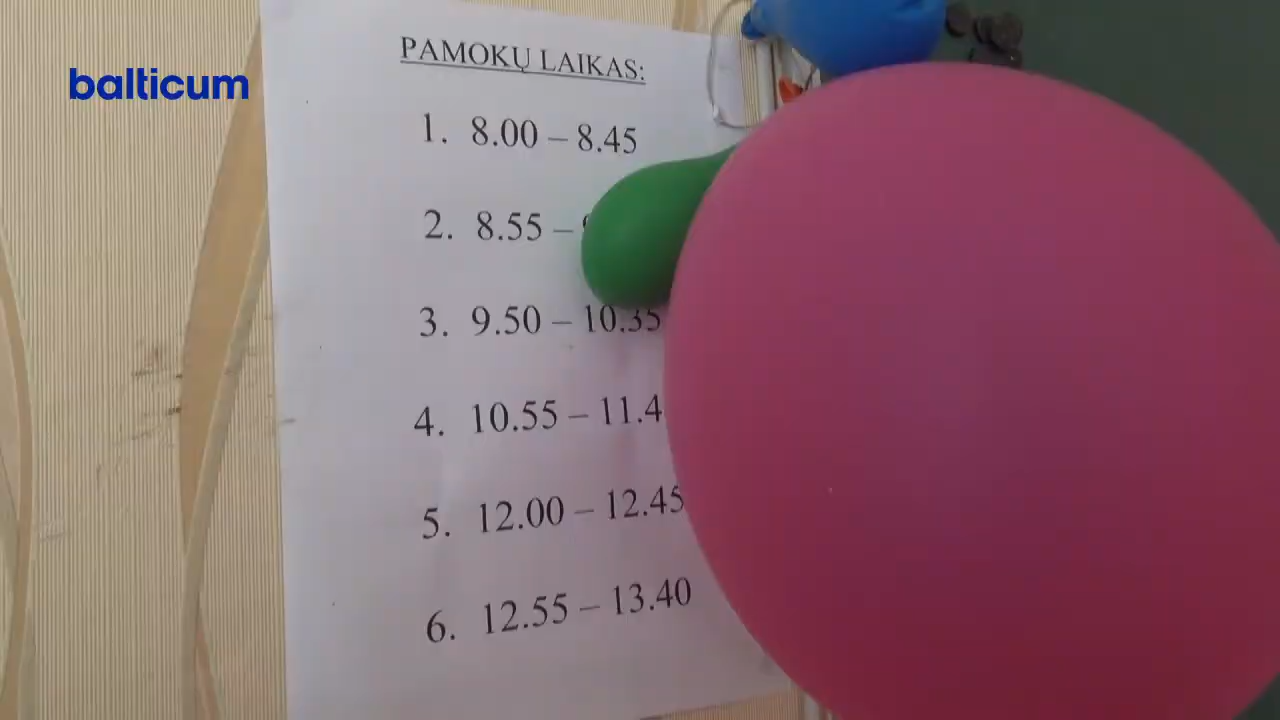 balticum
PAMOKŲ LAIKAS:
1. 8.00 – 8.45
2. 8.55 –
3. 9.50 – 10.35
4. 10.55 – 11.4
5. 12.00 – 12.45
6. 12.55 – 13.40